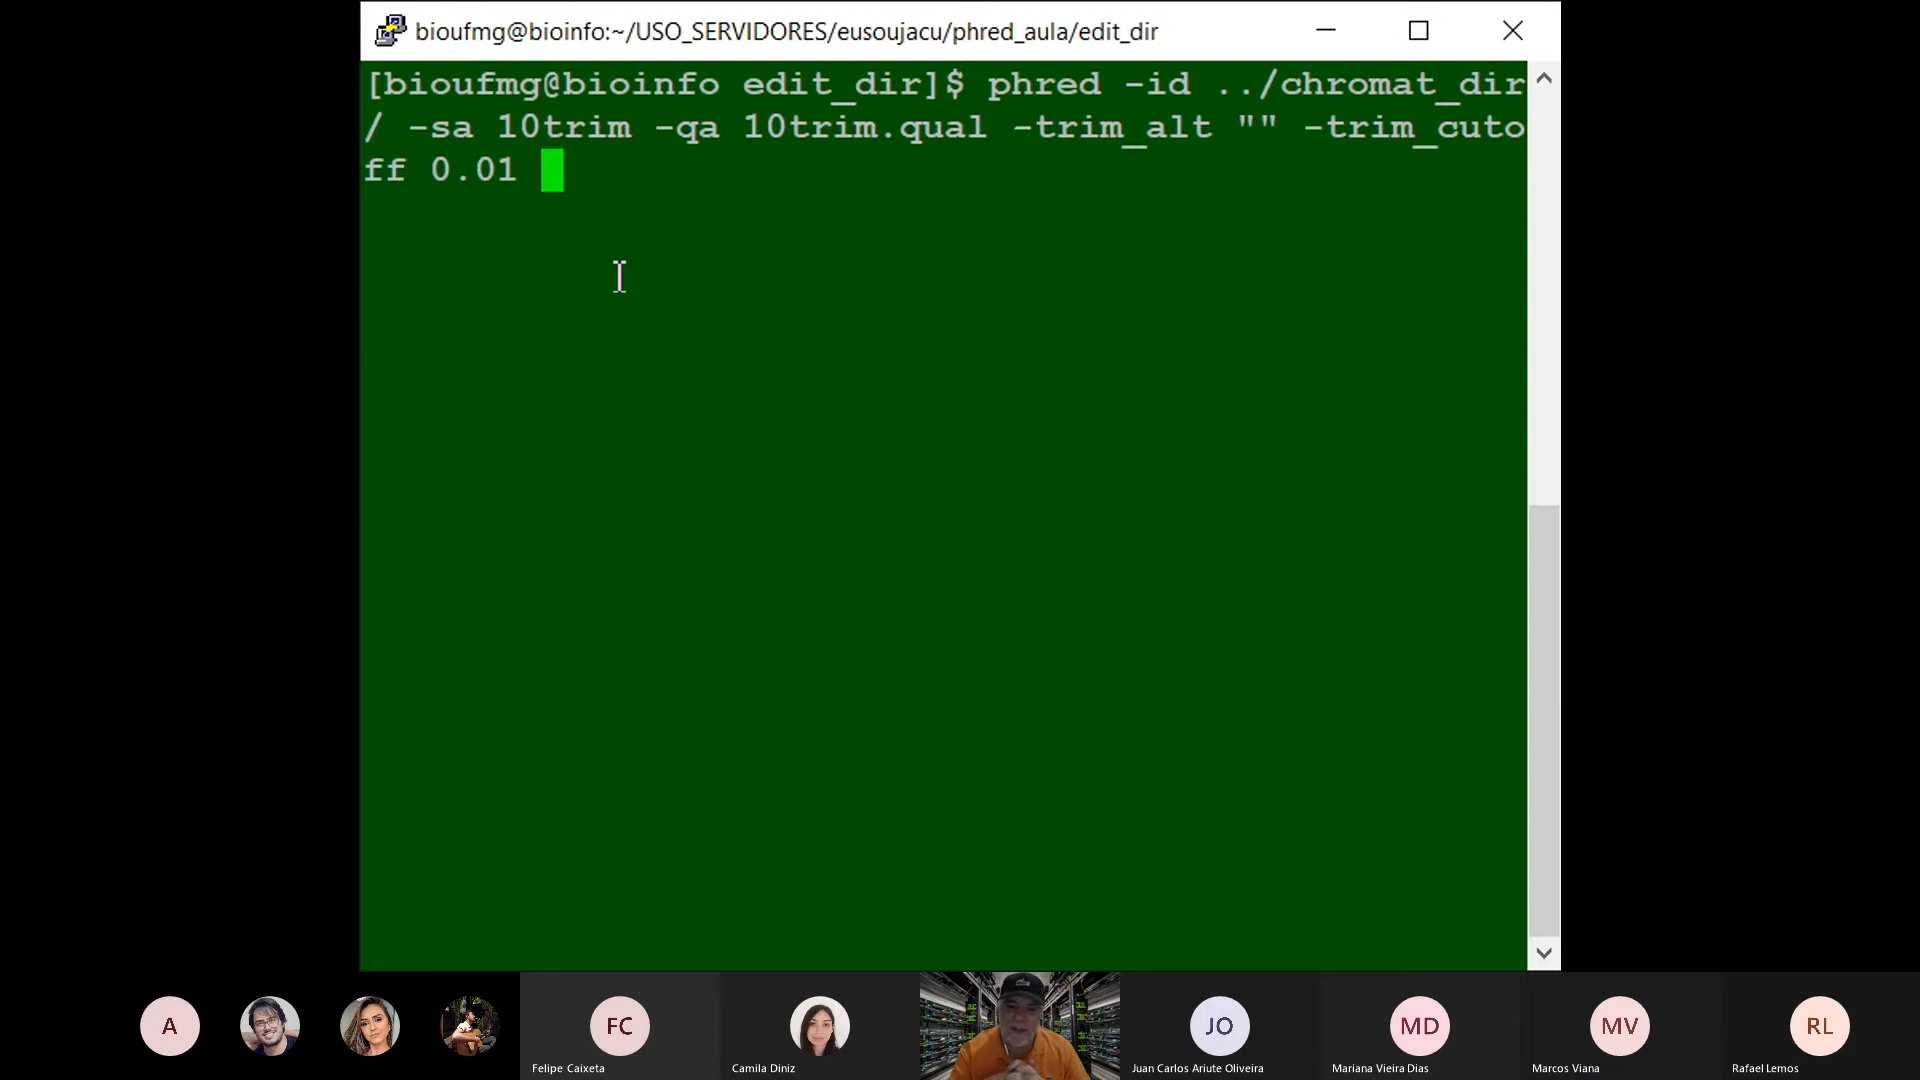 bioufmg@bioinfo:~/USO_SERVIDORES/eusoujacu/phred_aula/edit_dir
[bioufmg@bioinfo edit_dir]$ phred -id ../chromat_dir
/ -sa 10trim -qa 10trim.qual -trim_alt "" -trim_cuto
ff 0.01
A
FC
JO
MD
MV
RL
Felipe Caixeta
Camila Diniz
Juan Carlos Ariute Oliveira
Mariana Vieira Dias
Marcos Viana
Rafael Lemos